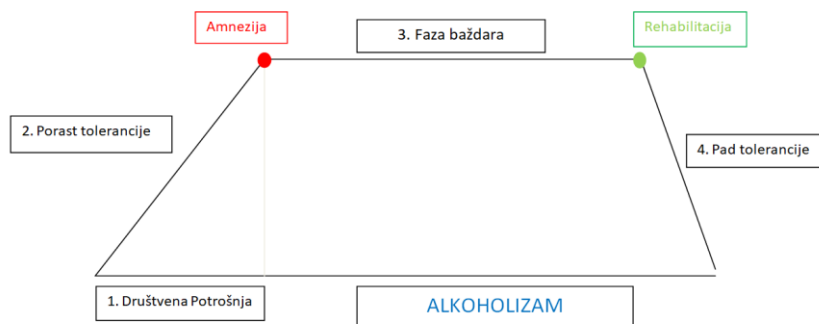 Amnezija
3. Faza baždara
Rehabilitacija
2. Porast tolerancije
4. Pad tolerancije
1. Društvena Potrošnja
ALKOHOLIZAM